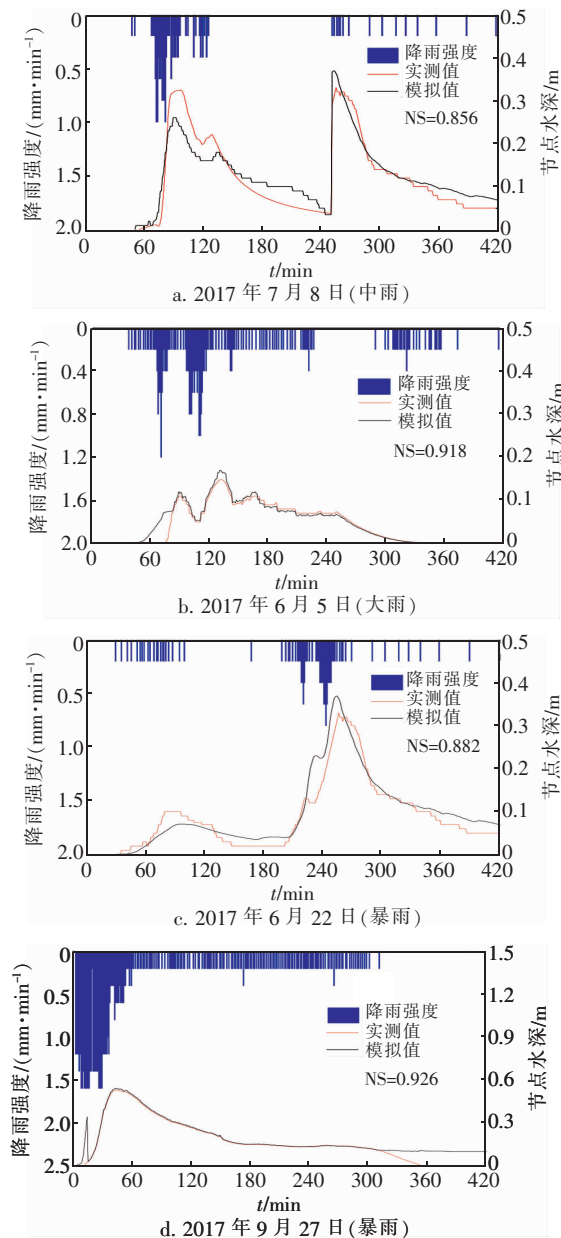 0
0.5
1.0
1.5
2.0
降雨强度/(mm·min⁻¹)
0.5
0.4
0.3
0.2
0.1
0
节点水深/m
降雨强度
实测值
模拟值
NS=0.856
0 60 120 180 240 300 360 420
t/min
a. 2017 年 7 月 8 日(中雨)
0
0.4
0.8
1.2
1.6
2.0
降雨强度/(mm·min⁻¹)
0.5
0.4
0.3
0.2
0.1
0
节点水深/m
降雨强度
实测值
模拟值
NS=0.918
0 60 120 180 240 300 360 420
t/min
b. 2017 年 6 月 5 日(大雨)
0
0.5
1.0
1.5
2.0
降雨强度/(mm·min⁻¹)
0.5
0.4
0.3
0.2
0.1
0
节点水深/m
降雨强度
实测值
模拟值
NS=0.882
0 60 120 180 240 300 360 420
t/min
c. 2017 年 6 月 22 日(暴雨)
0
0.5
1.0
1.5
2.0
2.5
降雨强度/(mm·min⁻¹)
1.5
1.2
0.9
0.6
0.3
0
节点水深/m
降雨强度
实测值
模拟值
NS=0.926
0 60 120 180 240 300 360 420
t/min
d. 2017 年 9 月 27 日(暴雨)